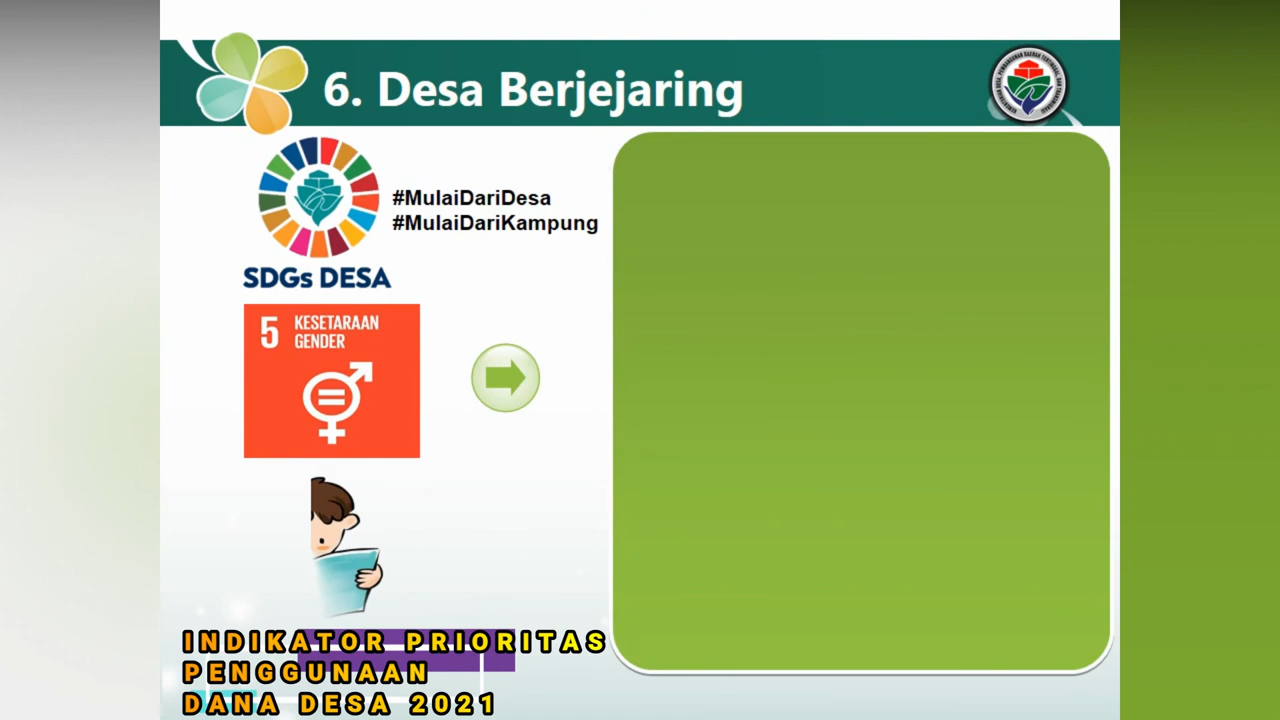 6. Desa Berjejaring
#MulaiDariDesa
#MulaiDariKampung
SDGs DESA
5 KESETARAAN
GENDER
INDIKATOR PRIORITAS
PENGGUNAAN
DANA DESA 2021